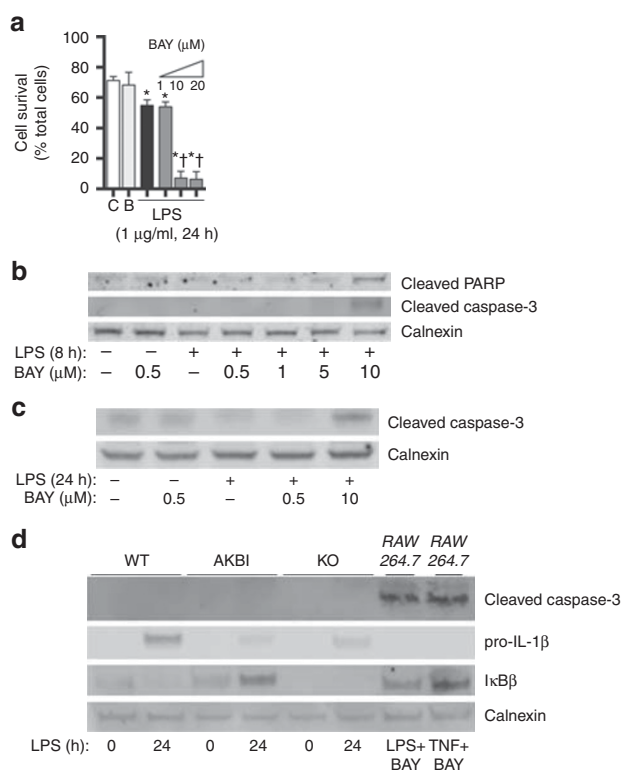 a
100
80
60
40
20
0
Cell surival
(% total cells)
BAY (μM)
1 10 20
* * *†*†
C B
LPS
(1 μg/ml, 24 h)
b
Cleaved PARP
Cleaved caspase-3
Calnexin
LPS (8 h): – – + + + + +
BAY (μM): – 0.5 – 0.5 1 5 10
c
Cleaved caspase-3
Calnexin
LPS (24 h): – – + + +
BAY (μM): – 0.5 – 0.5 10
d
WT AKBI KO RAW 264.7 RAW 264.7
Cleaved caspase-3
pro-IL-1β
IκBβ
Calnexin
LPS (h): 0 24 0 24 0 24 LPS+ TNF+
BAY BAY